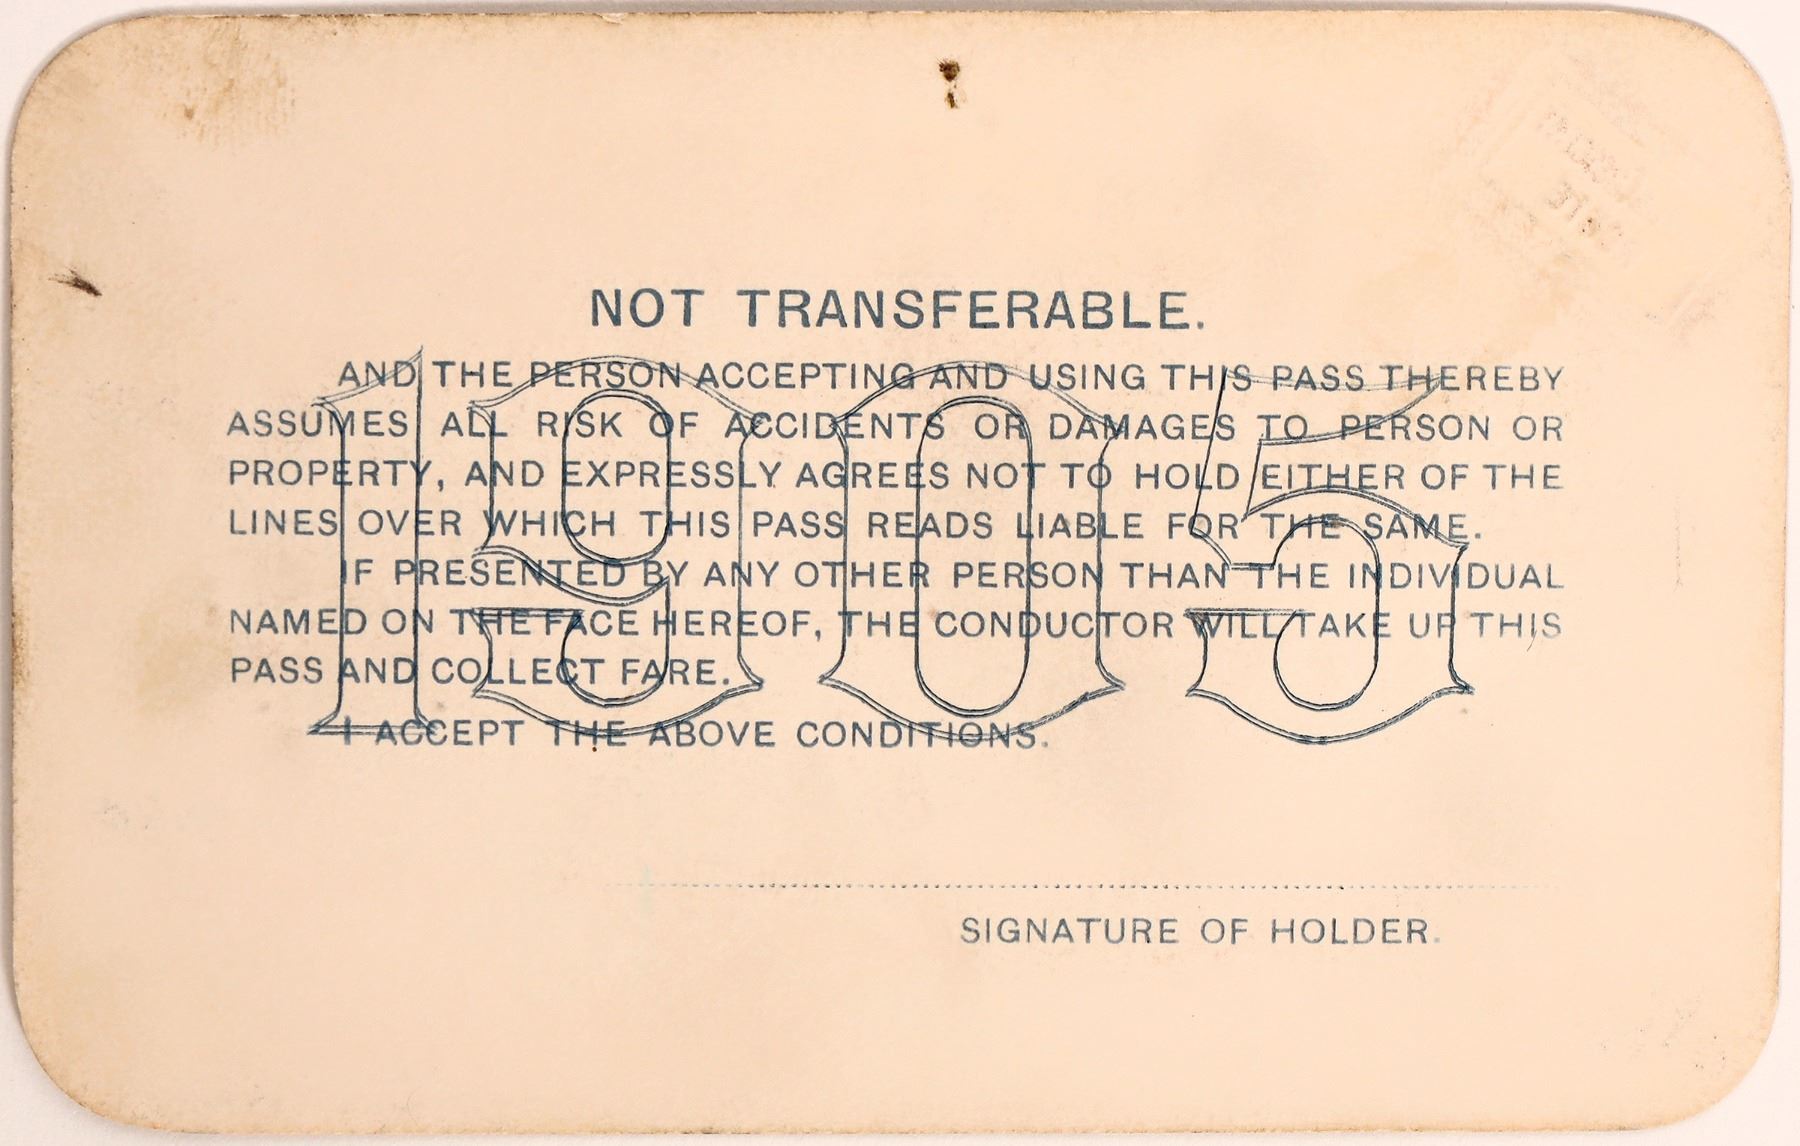 NOT TRANSFERABLE.
AND THE PERSON ACCEPTING AND USING THIS PASS THEREBY
ASSUMES ALL RISK OF ACCIDENTS OR DAMAGES TO PERSON OR
PROPERTY, AND EXPRESSLY AGREES NOT TO HOLD EITHER OF THE
LINES OVER WHICH THIS PASS READS LIABLE FOR THE SAME.
IF PRESENTED BY ANY OTHER PERSON THAN THE INDIVIDUAL
NAMED ON THE FACE HEREOF, THE CONDUCTOR WILL TAKE UP THIS
PASS AND COLLECT FARE.
I ACCEPT THE ABOVE CONDITIONS.
1905
SIGNATURE OF HOLDER.